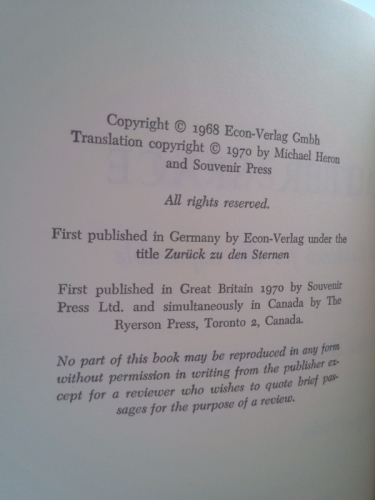 Copyright © 1968 Econ-Verlag Gmbh
Translation copyright © 1970 by Michael Heron
and Souvenir Press
All rights reserved.
First published in Germany by Econ-Verlag under the
title Zurück zu den Sternen
First published in Great Britain 1970 by Souvenir
Press Ltd. and simultaneously in Canada by The
Ryerson Press, Toronto 2, Canada.
No part of this book may be reproduced in any form
without permission in writing from the publisher ex-
cept for a reviewer who wishes to quote brief pas-
sages for the purpose of a review.